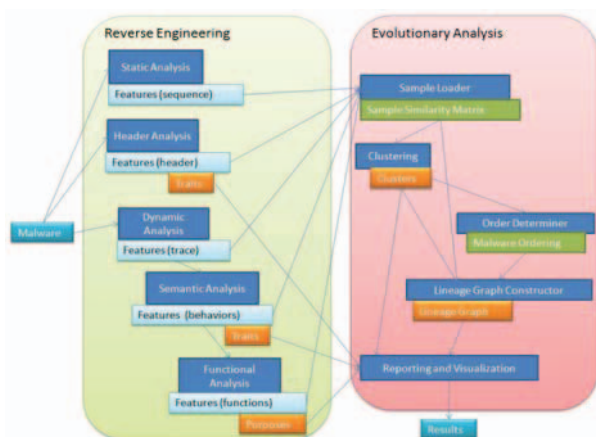 Reverse Engineering
Static Analysis
Features (sequence)
Header Analysis
Features (header)
Traits
Malware
Dynamic
Analysis
Features (trace)
Semantic Analysis
Features (behaviors)
Traits
Functional
Analysis
Features (functions)
Purposes
Evolutionary Analysis
Sample Loader
Sample Similarity Matrix
Clustering
Clusters
Order Determiner
Malware Ordering
Lineage Graph Constructor
Lineage Graph
Reporting and Visualization
Results